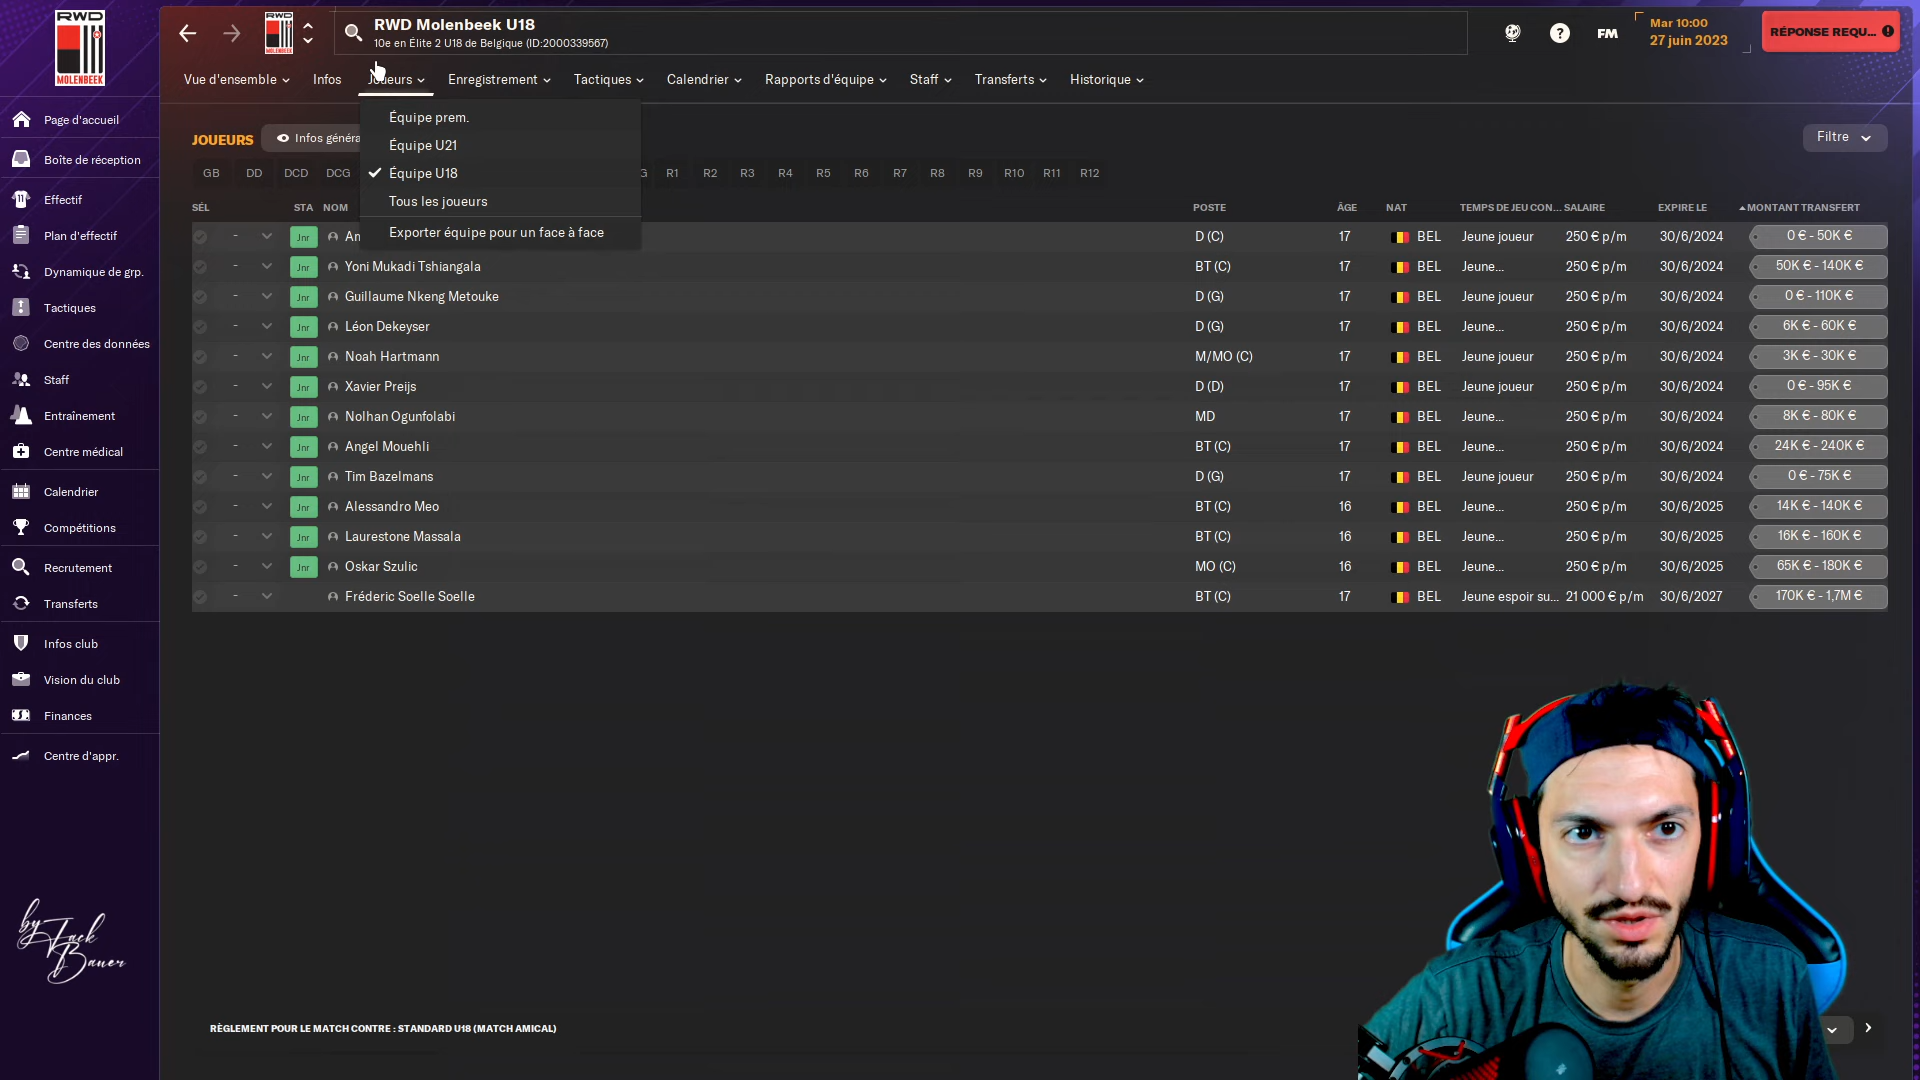 RWD
MOLENBEEK
RWD
MOLENBEEK
RWD Molenbeek U18
10e en Élite 2 U18 de Belgique (ID:2000339567)
FM
Mar 10:00
27 juin 2023
RÉPONSE REQU...
Vue d'ensemble
Infos
Joueurs
Enregistrement
Tactiques
Calendrier
Rapports d'équipe
Staff
Transferts
Historique
Page d'accueil
Boîte de réception
Effectif
Plan d'effectif
Dynamique de grp.
Tactiques
Centre des données
Staff
Entraînement
Centre médical
Calendrier
Compétitions
Recrutement
Transferts
Infos club
Vision du club
Finances
Centre d'appr.
by Jack
Bauer
Équipe prem.
Équipe U21
Équipe U18
Tous les joueurs
Exporter équipe pour un face à face
JOUEURS
Infos généra
Filtre
GB DD DCD DCG G R1 R2 R3 R4 R5 R6 R7 R8 R9 R10 R11 R12
SÉL STA NOM POSTE ÂGE NAT TEMPS DE JEU CON... SALAIRE EXPIRE LE MONTANT TRANSFERT
- Jnr An D (C) 17 BEL Jeune joueur 250 € p/m 30/6/2024 0 € - 50K €
- Jnr Yoni Mukadi Tshiangala BT (C) 17 BEL Jeune... 250 € p/m 30/6/2024 50K € - 140K €
- Jnr Guillaume Nkeng Metouke D (G) 17 BEL Jeune joueur 250 € p/m 30/6/2024 0 € - 110K €
- Jnr Léon Dekeyser D (G) 17 BEL Jeune... 250 € p/m 30/6/2024 6K € - 60K €
- Jnr Noah Hartmann M/MO (C) 17 BEL Jeune joueur 250 € p/m 30/6/2024 3K € - 30K €
- Jnr Xavier Preijs D (D) 17 BEL Jeune joueur 250 € p/m 30/6/2024 0 € - 95K €
- Jnr Nolhan Ogunfolabi MD 17 BEL Jeune... 250 € p/m 30/6/2024 8K € - 80K €
- Jnr Angel Mouehli BT (C) 17 BEL Jeune... 250 € p/m 30/6/2024 24K € - 240K €
- Jnr Tim Bazelmans D (G) 17 BEL Jeune joueur 250 € p/m 30/6/2024 0 € - 75K €
- Jnr Alessandro Meo BT (C) 16 BEL Jeune... 250 € p/m 30/6/2025 14K € - 140K €
- Jnr Laurestone Massala BT (C) 16 BEL Jeune... 250 € p/m 30/6/2025 16K € - 160K €
- Jnr Oskar Szulic MO (C) 16 BEL Jeune... 250 € p/m 30/6/2025 65K € - 180K €
- Fréderic Soelle Soelle BT (C) 17 BEL Jeune espoir su... 21 000 € p/m 30/6/2027 170K € - 1,7M €
RÈGLEMENT POUR LE MATCH CONTRE : STANDARD U18 (MATCH AMICAL)